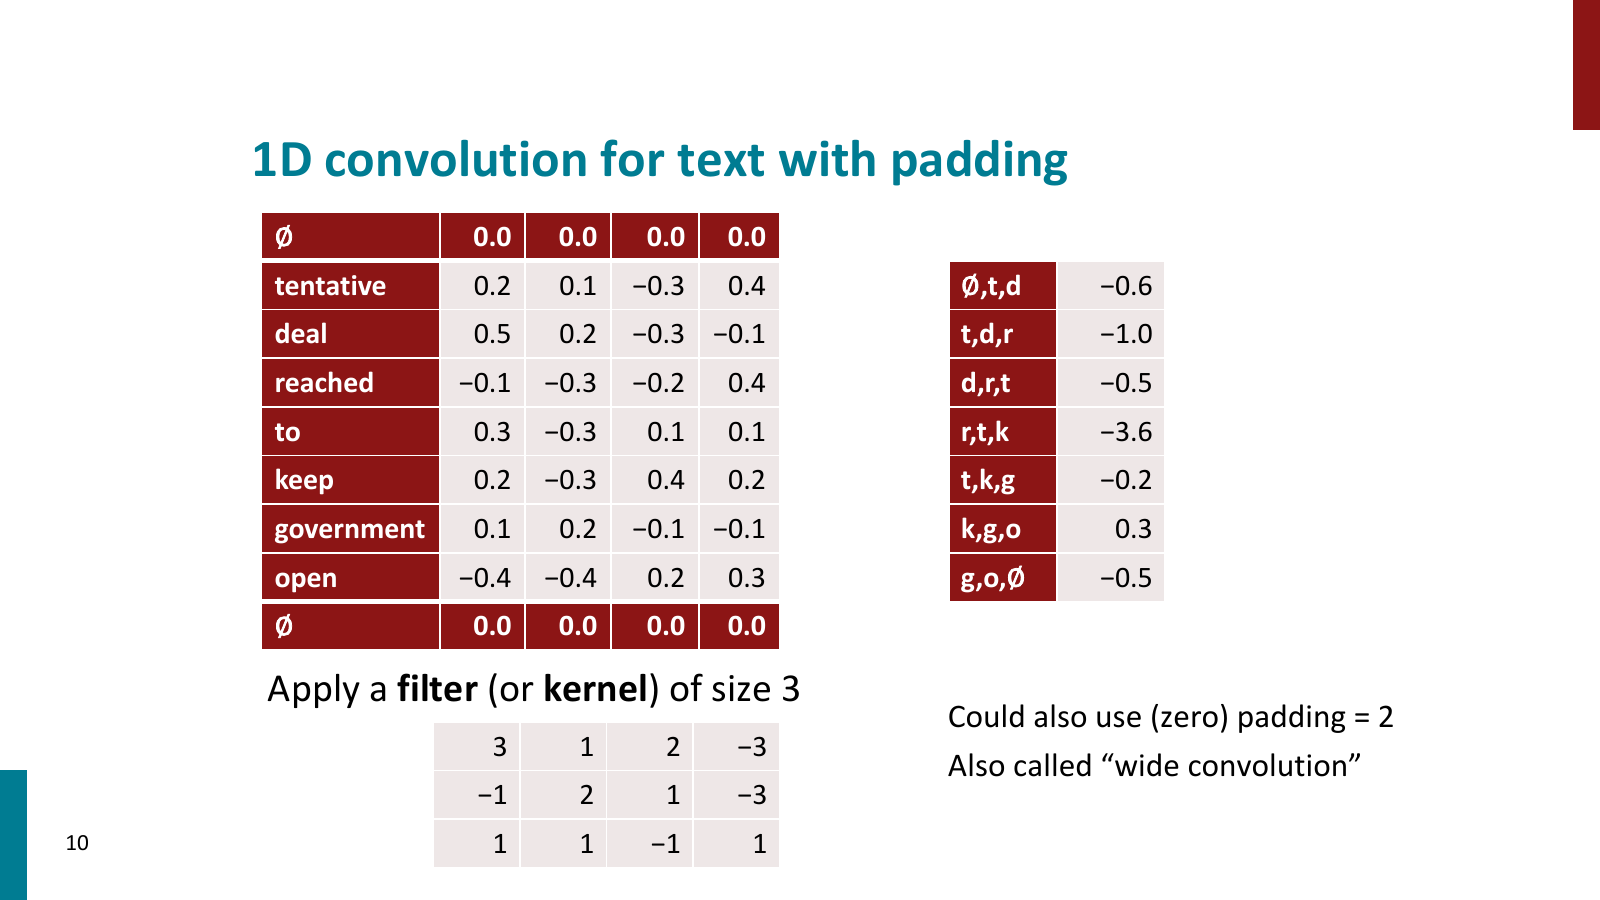 1D convolution for text with padding
Ø 0.0 0.0 0.0 0.0
tentative 0.2 0.1 −0.3 0.4
deal 0.5 0.2 −0.3 −0.1
reached −0.1 −0.3 −0.2 0.4
to 0.3 −0.3 0.1 0.1
keep 0.2 −0.3 0.4 0.2
government 0.1 0.2 −0.1 −0.1
open −0.4 −0.4 0.2 0.3
Ø 0.0 0.0 0.0 0.0
Apply a filter (or kernel) of size 3
3 1 2 −3
−1 2 1 −3
1 1 −1 1
Ø,t,d −0.6
t,d,r −1.0
d,r,t −0.5
r,t,k −3.6
t,k,g −0.2
k,g,o 0.3
g,o,Ø −0.5
Could also use (zero) padding = 2
Also called “wide convolution”
10